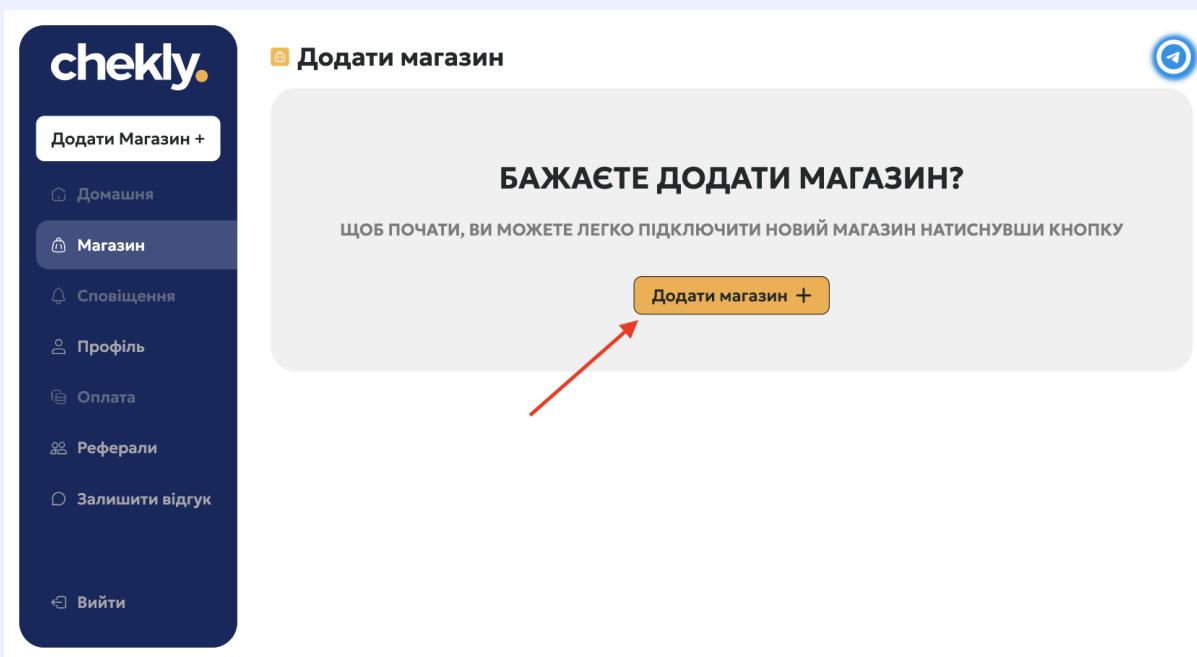 chekly.
Додати Магазин +
Домашня
Магазин
Сповіщення
Профіль
Оплата
Реферали
Залишити відгук
Вийти
Додати магазин
БАЖАЄТЕ ДОДАТИ МАГАЗИН?
ЩОБ ПОЧАТИ, ВИ МОЖЕТЕ ЛЕГКО ПІДКЛЮЧИТИ НОВИЙ МАГАЗИН НАТИСНУВШИ КНОПКУ
Додати магазин +